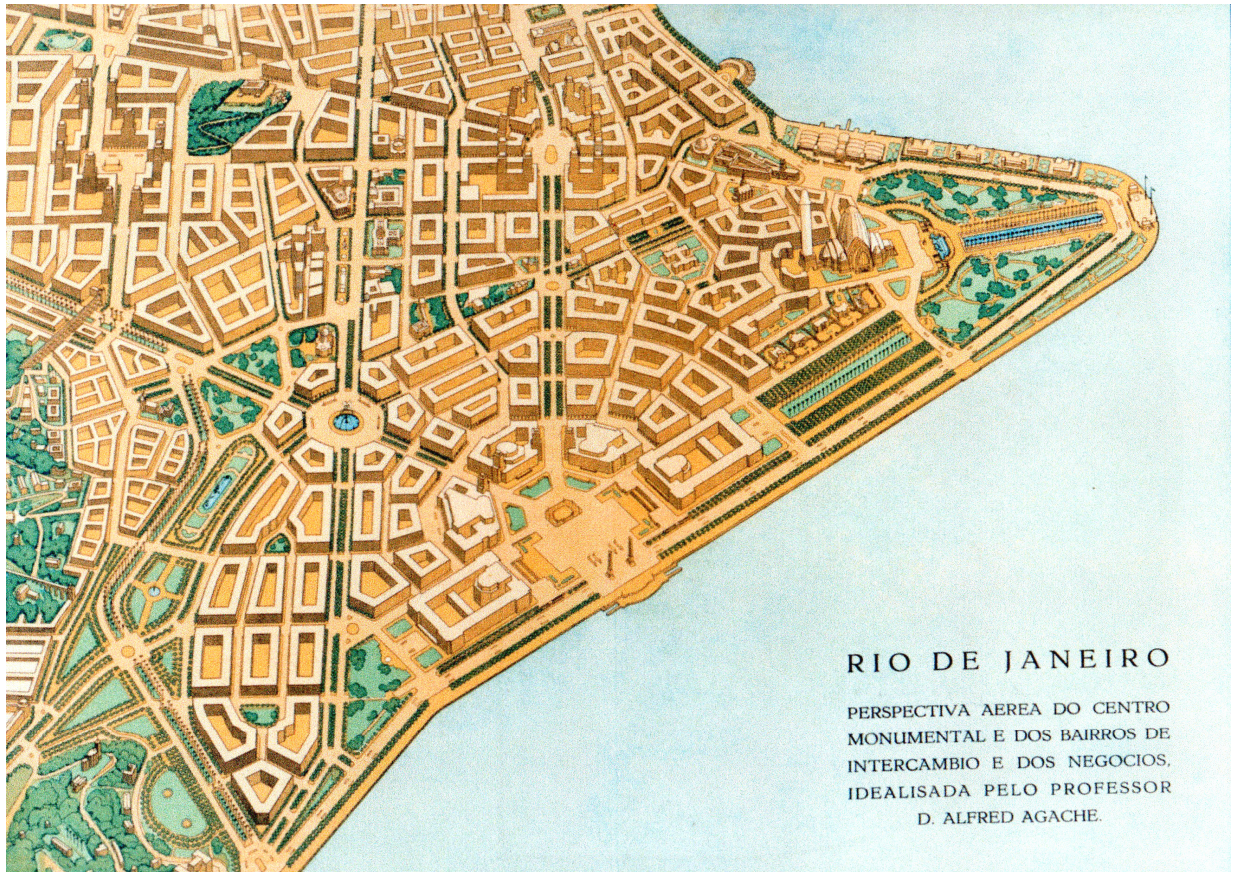 RIO DE JANEIRO
PERSPECTIVA AEREA DO CENTRO
MONUMENTAL E DOS BAIRROS DE
INTERCAMBIO E DOS NEGOCIOS,
IDEALISADA PELO PROFESSOR
D. ALFRED AGACHE.